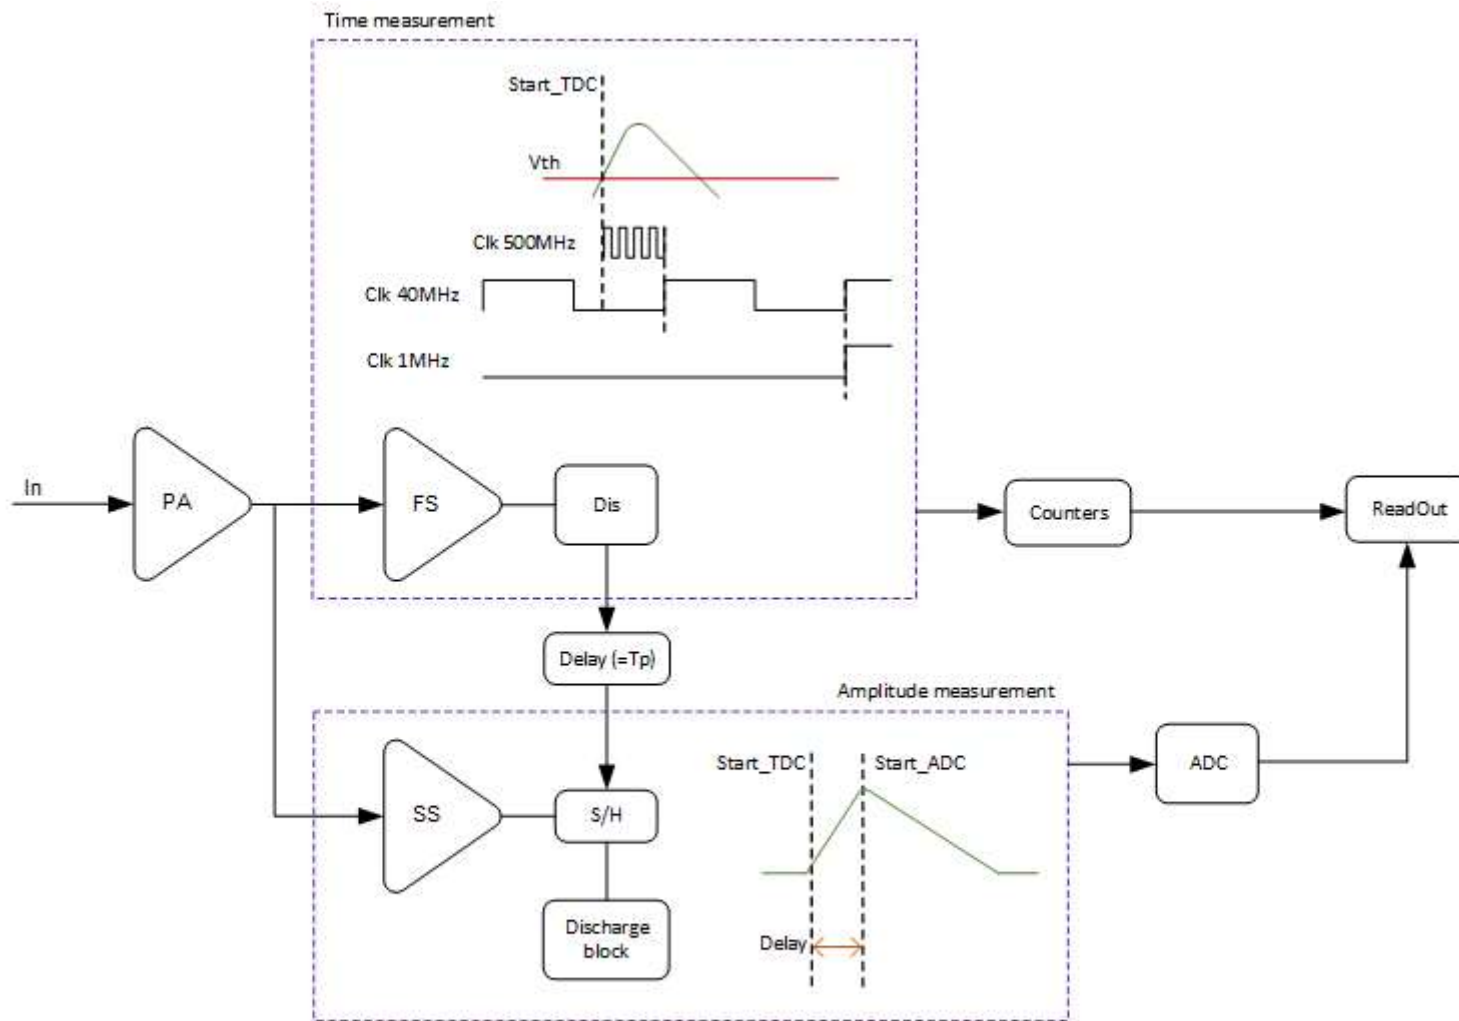 Time measurement
Start_TDC
Vth
Clk 500MHz
Clk 40MHz
Clk 1MHz
In
PA
FS
Dis
Counters
ReadOut
Delay (=Tp)
Amplitude measurement
Start_TDC
Start_ADC
ADC
SS
S/H
Discharge
block
Delay